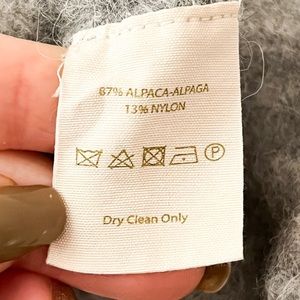 87% ALPACA-ALPAGA
13% NYLON
P
Dry Clean Only